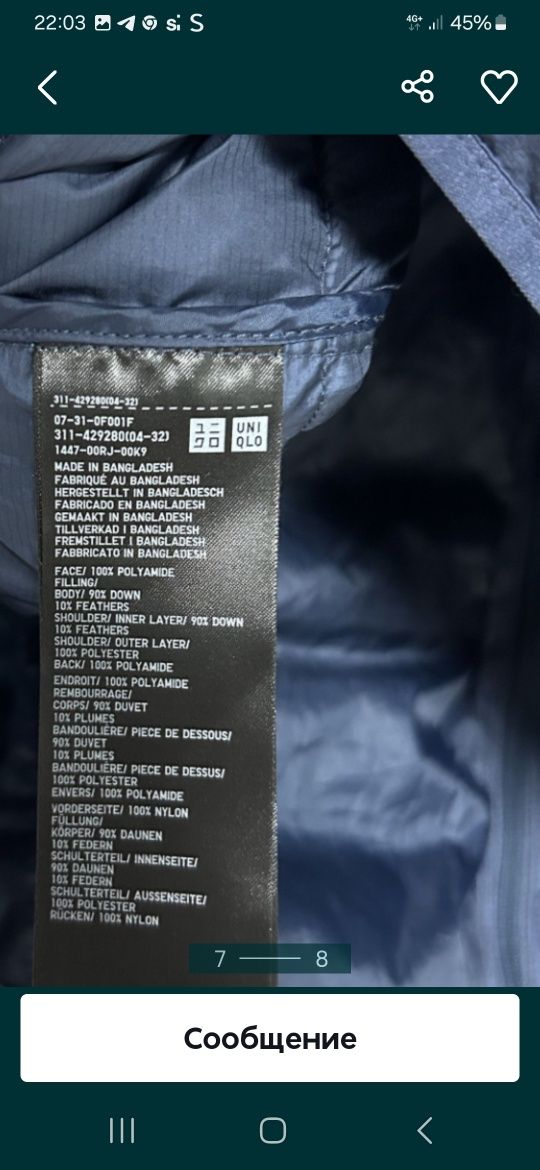 22:03
4G+
45%
311-429280(04-32)
07-31-0F001F
311-429280(04-32)
1447-00RJ-00K9
ユニ
クロ
UNI
QLO
MADE IN BANGLADESH
FABRIQUÉ AU BANGLADESH
HERGESTELLT IN BANGLADESCH
FABRICADO EN BANGLADESH
GEMAAKT IN BANGLADESH
TILLVERKAD I BANGLADESH
FREMSTILLET I BANGLADESH
FABBRICATO IN BANGLADESH
FACE/ 100% POLYAMIDE
FILLING/
BODY/ 90% DOWN
10% FEATHERS
SHOULDER/ INNER LAYER/ 90% DOWN
10% FEATHERS
SHOULDER/ OUTER LAYER/
100% POLYESTER
BACK/ 100% POLYAMIDE
ENDROIT/ 100% POLYAMIDE
REMBOURRAGE/
CORPS/ 90% DUVET
10% PLUMES
BANDOULIÈRE/ PIECE DE DESSOUS/
90% DUVET
10% PLUMES
BANDOULIÈRE/ PIECE DE DESSUS/
100% POLYESTER
ENVERS/ 100% POLYAMIDE
VORDERSEITE/ 100% NYLON
FÜLLUNG/
KÖRPER/ 90% DAUNEN
10% FEDERN
SCHULTERTEIL/ INNENSEITE/
90% DAUNEN
10% FEDERN
SCHULTERTEIL/ AUSSENSEITE/
100% POLYESTER
RÜCKEN/ 100% NYLON
7 8
Сообщение